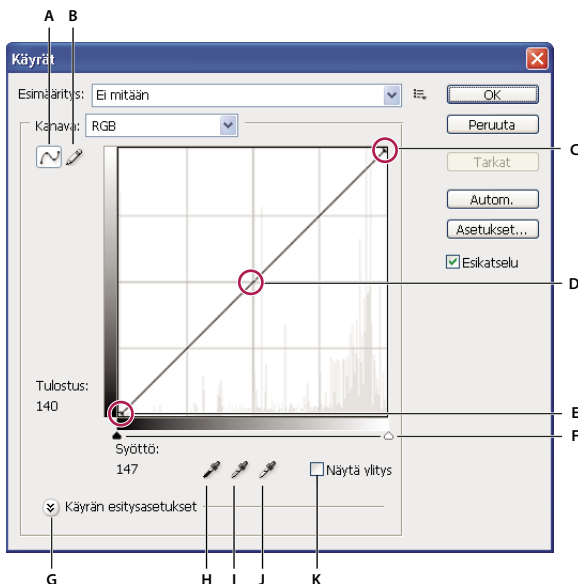 A B
Käyrät
Esimääritys: Ei mitään
OK
Kanava: RGB
Peruuta
C
Tarkat
Autom.
Asetukset...
Esikatselu
D
Tulostus:
140
E
F
Syöttö:
147
Näytä ylitys
Käyrän esitysasetukset
G H I J K